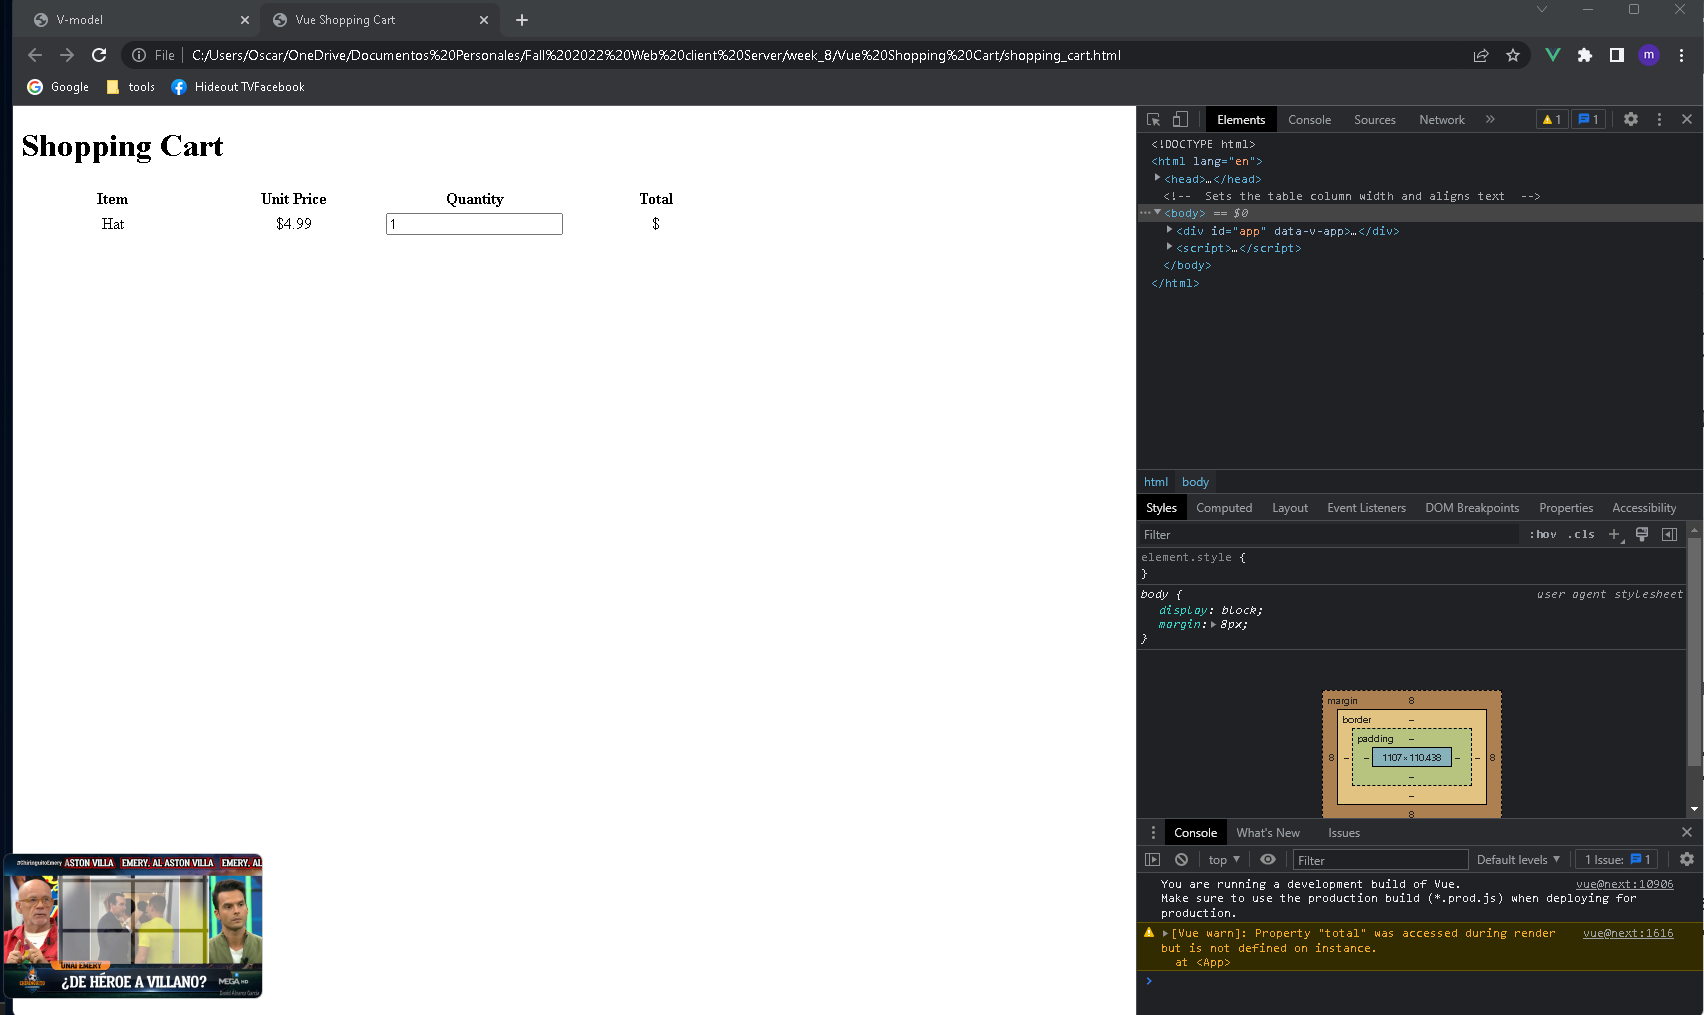 V-model
Vue Shopping Cart
File
C:/Users/Oscar/OneDrive/Documentos%20Personales/Fall%202022%20Web%20client%20Server/week_8/Vue%20Shopping%20Cart/shopping_cart.html
m
Google
tools
Hideout TVFacebook
Shopping Cart
Item Unit Price Quantity Total
Hat $4.99 1 $
Elements Console Sources Network » 1 1
<!DOCTYPE html>
<html lang="en">
<head>…</head>
<!-- Sets the table column width and aligns text -->
<body> == $0
<div id="app" data-v-app>…</div>
<script>…</script>
</body>
</html>
html body
Styles Computed Layout Event Listeners DOM Breakpoints Properties Accessibility
Filter :hov .cls +
element.style {
}
body { user agent stylesheet
display: block;
margin: 8px;
}
margin 8
border –
padding –
8 – – 1107×110.438 – – 8
–
–
8
Console What's New Issues
top Filter Default levels 1 Issue: 1
You are running a development build of Vue. vue@next:10906
Make sure to use the production build (*.prod.js) when deploying for
production.
[Vue warn]: Property "total" was accessed during render vue@next:1616
but is not defined on instance.
at <App>
#ChiringuitoEmery ASTON VILLA EMERY. AL ASTON VILLA EMERY. AL
UNAI EMERY
¿DE HÉROE A VILLANO?
MEGA HD